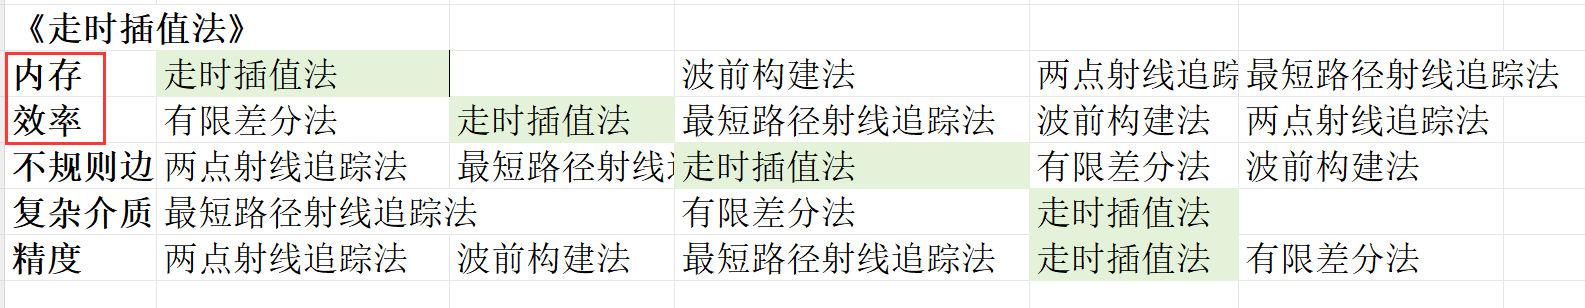 《走时插值法》
内存 走时插值法 波前构建法 两点射线追踪 最短路径射线追踪法
效率 有限差分法 走时插值法 最短路径射线追踪法 波前构建法 两点射线追踪法
不规则边 两点射线追踪法 最短路径射线 走时插值法 有限差分法 波前构建法
复杂介质 最短路径射线追踪法 有限差分法 走时插值法
精度 两点射线追踪法 波前构建法 最短路径射线追踪法 走时插值法 有限差分法